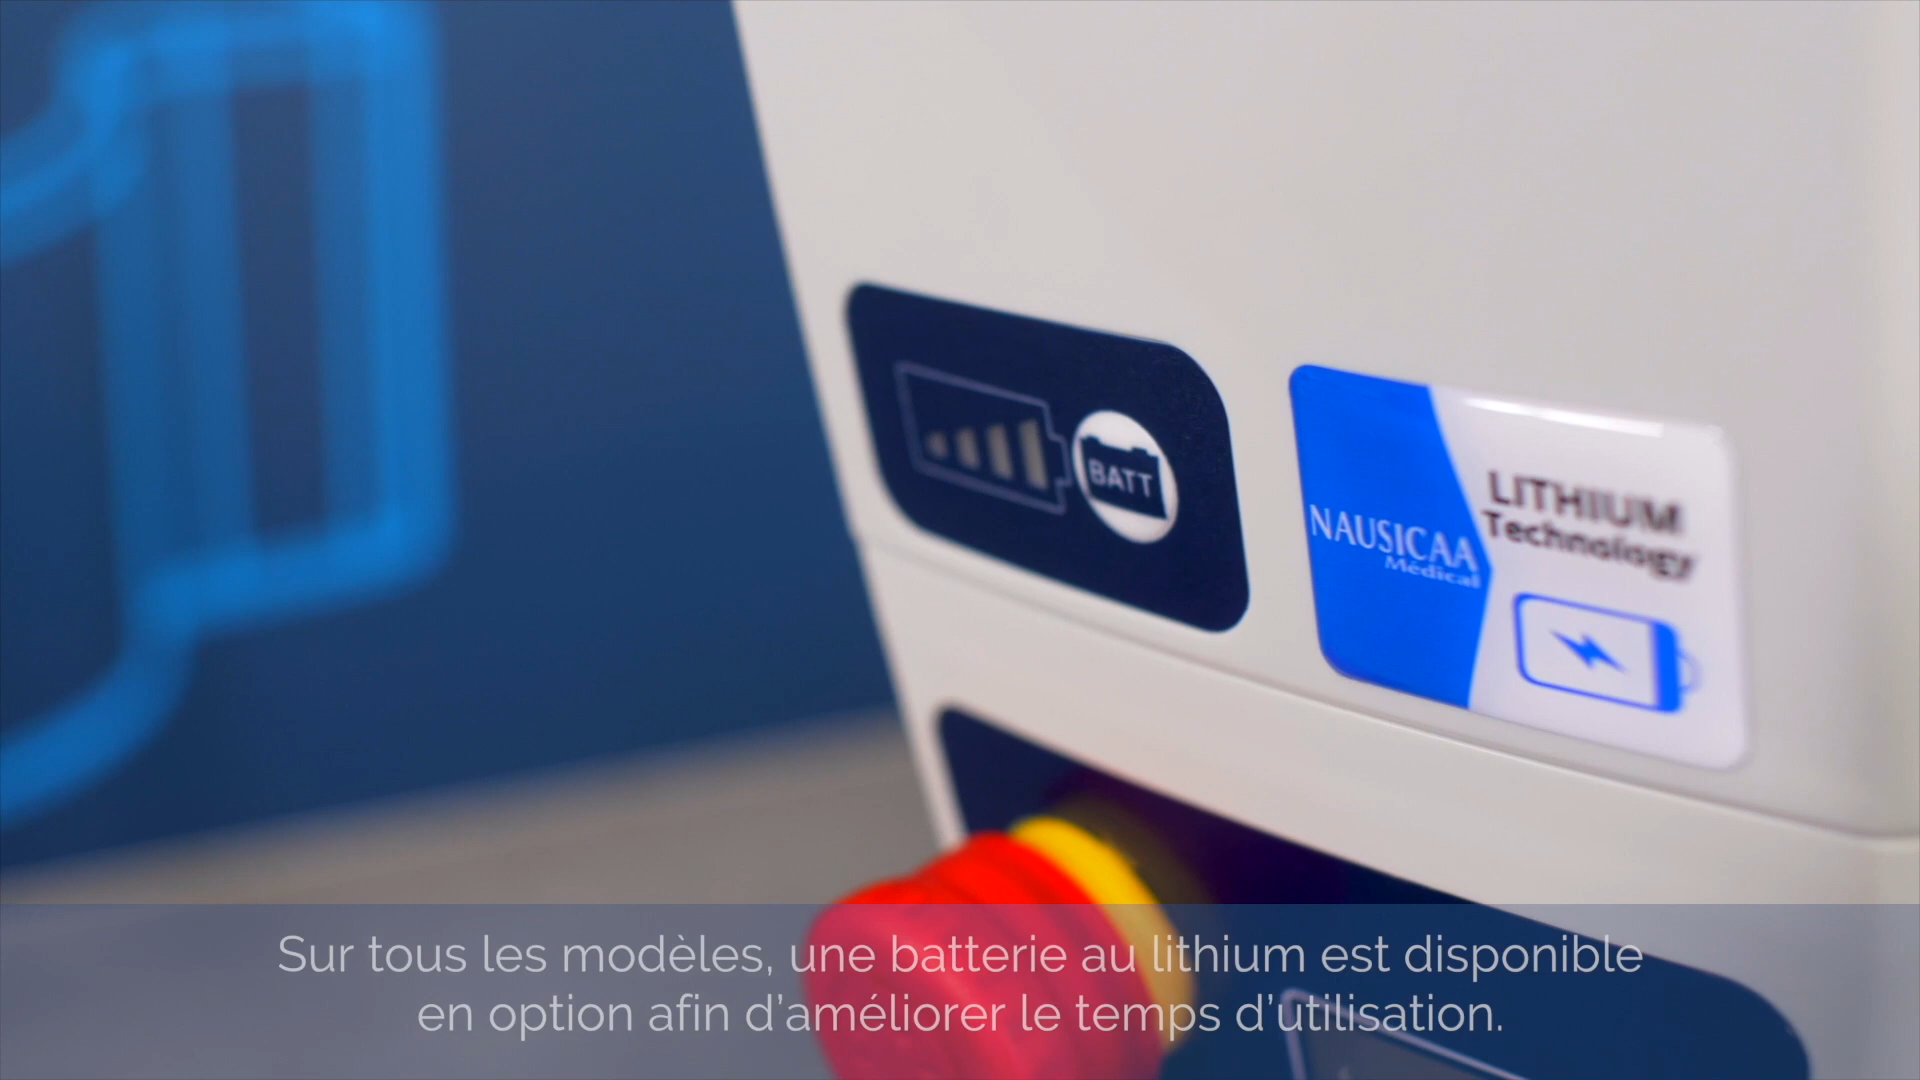 BATT
NAUSICAA
Médical
LITHIUM
Technology
Sur tous les modèles, une batterie au lithium est disponible
en option afin d'améliorer le temps d'utilisation.